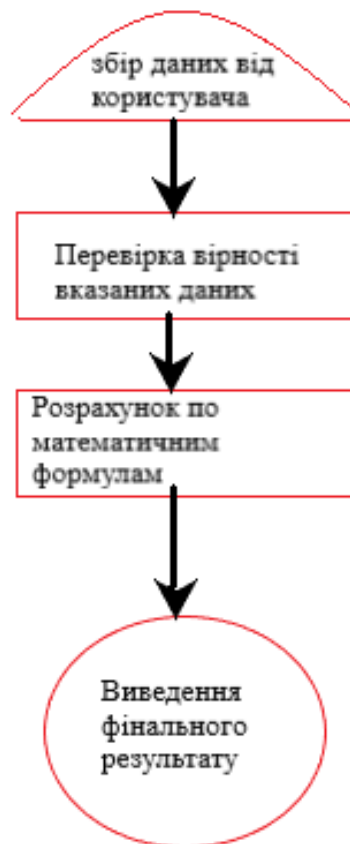 збір даних від
користувача
Перевірка вірності
вказаних даних
Розрахунок по
математичним
формулам
Виведення
фінального
результату